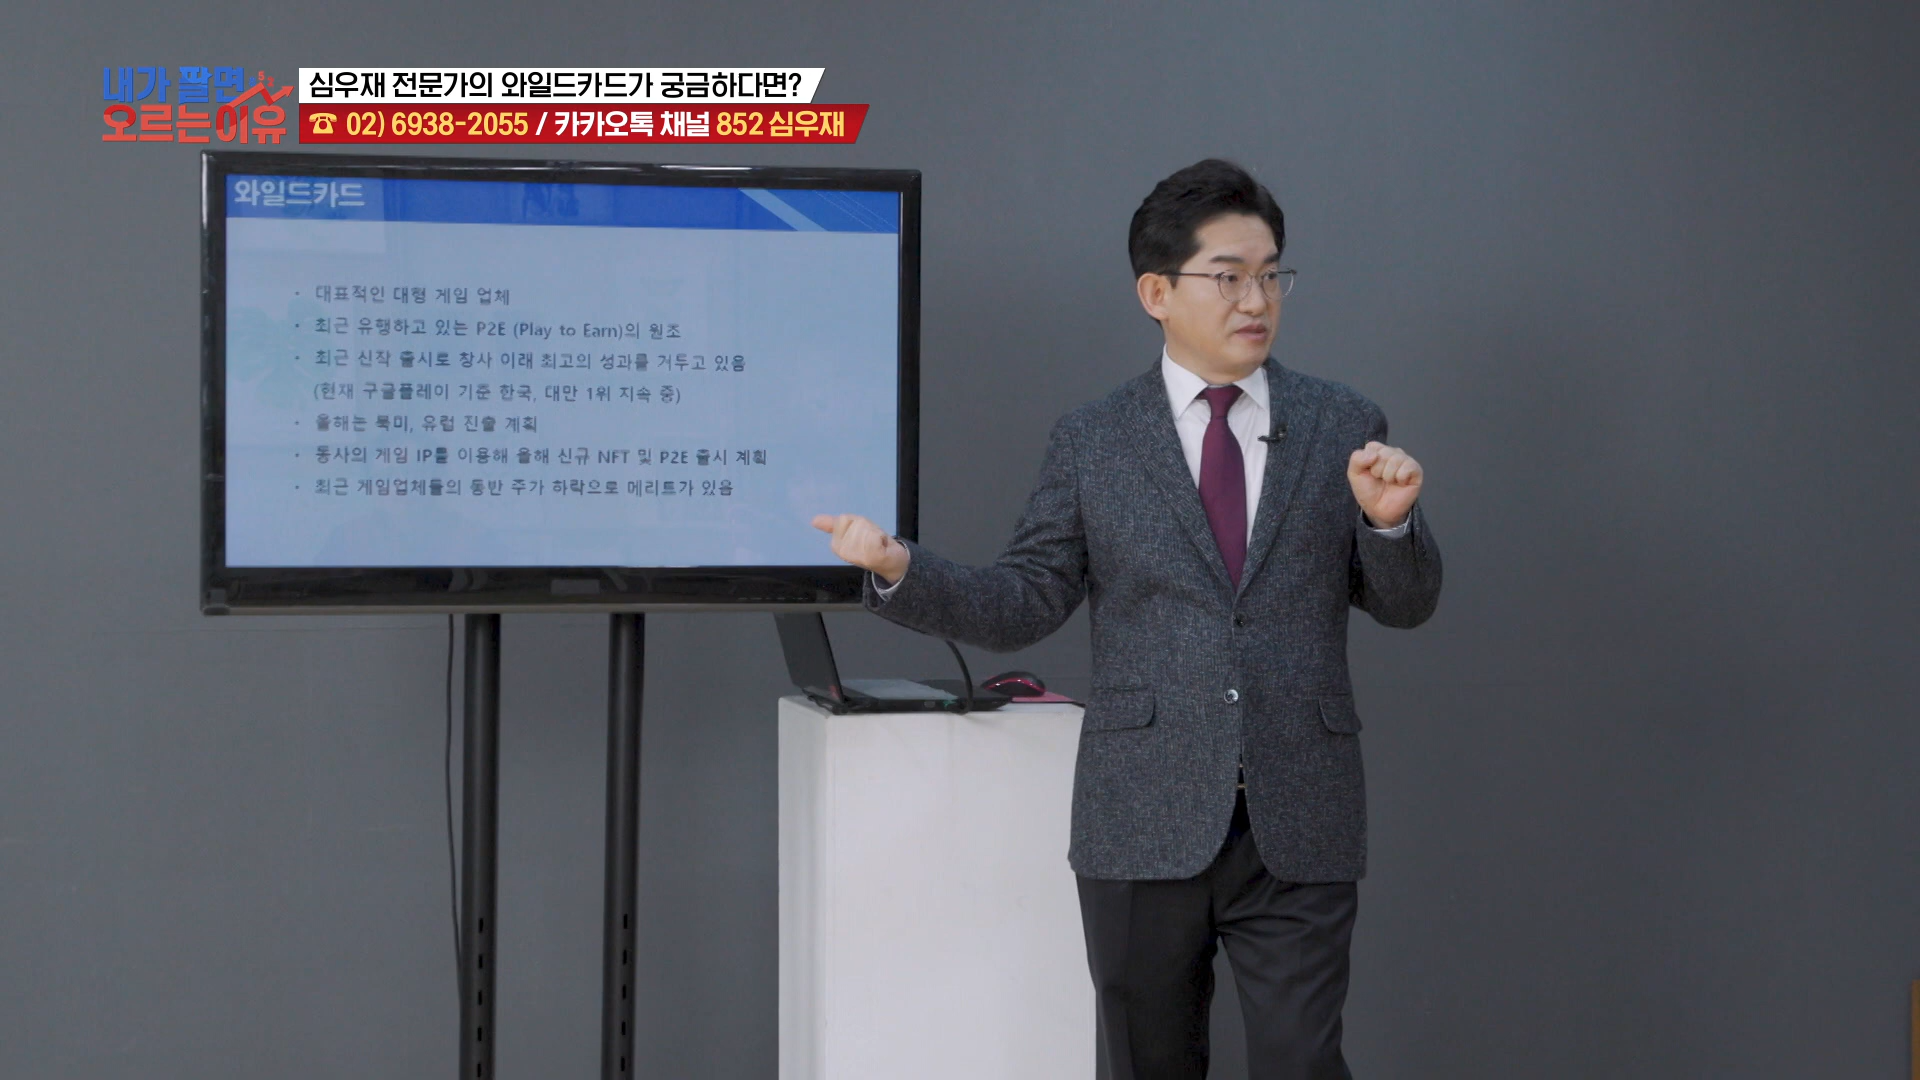 내가 팔면
오르는 이유
심우재 전문가의 와일드카드가 궁금하다면?
☎ 02) 6938-2055 / 카카오톡 채널 852 심우재
와일드카드
• 대표적인 대형 게임 업체
• 최근 유행하고 있는 P2E (Play to Earn)의 원조
• 최근 신작 출시로 창사 이래 최고의 성과를 거두고 있음
(현재 구글플레이 기준 한국, 대만 1위 지속 중)
• 올해는 북미, 유럽 진출 계획
• 동사의 게임 IP를 이용해 올해 신규 NFT 및 P2E 출시 계획
• 최근 게임업체들의 동반 주가 하락으로 메리트가 있음